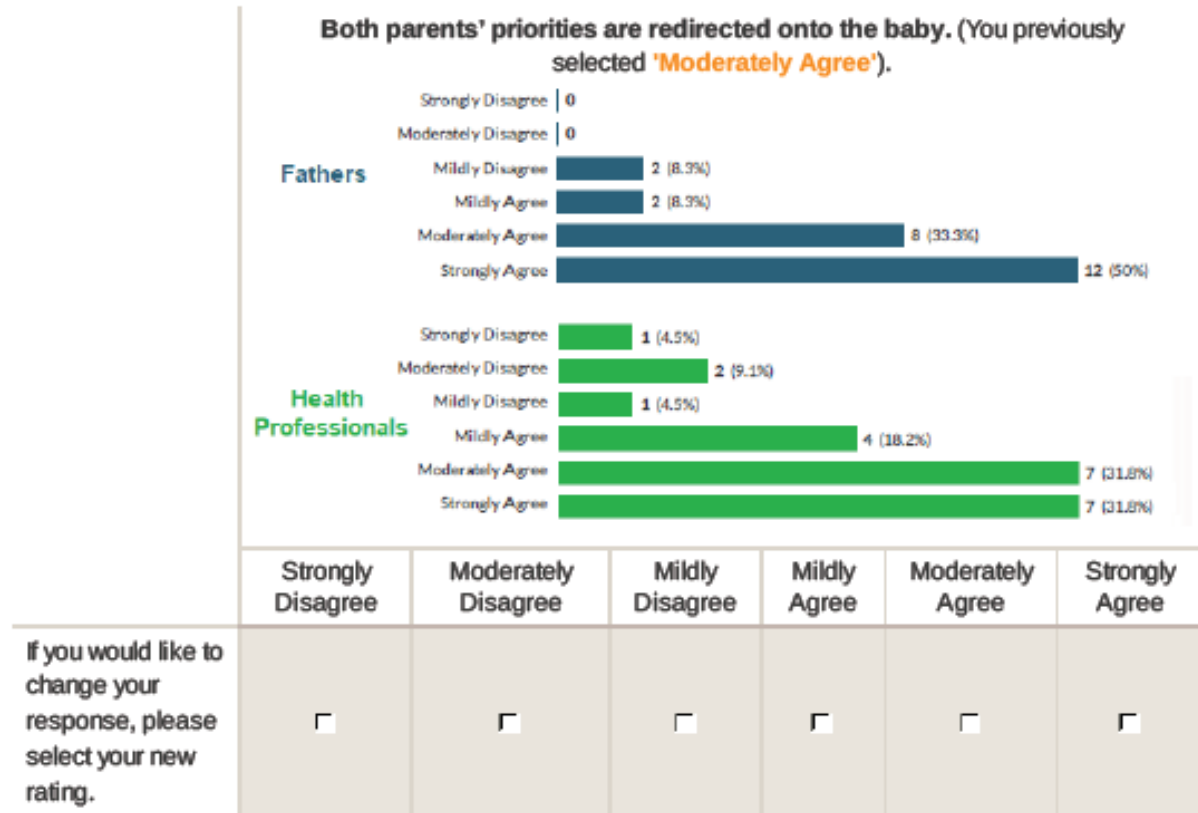 Both parents’ priorities are redirected onto the baby. (You previously
selected 'Moderately Agree').
Fathers
Strongly Disagree 0
Moderately Disagree 0
Mildly Disagree 2 (8.3%)
Mildly Agree 2 (8.3%)
Moderately Agree 8 (33.3%)
Strongly Agree 12 (50%)
Health
Professionals
Strongly Disagree 1 (4.5%)
Moderately Disagree 2 (9.1%)
Mildly Disagree 1 (4.5%)
Mildly Agree 4 (18.2%)
Moderately Agree 7 (31.8%)
Strongly Agree 7 (31.8%)
Strongly Disagree
Moderately Disagree
Mildly Disagree
Mildly Agree
Moderately Agree
Strongly Agree
If you would like to
change your
response, please
select your new
rating.